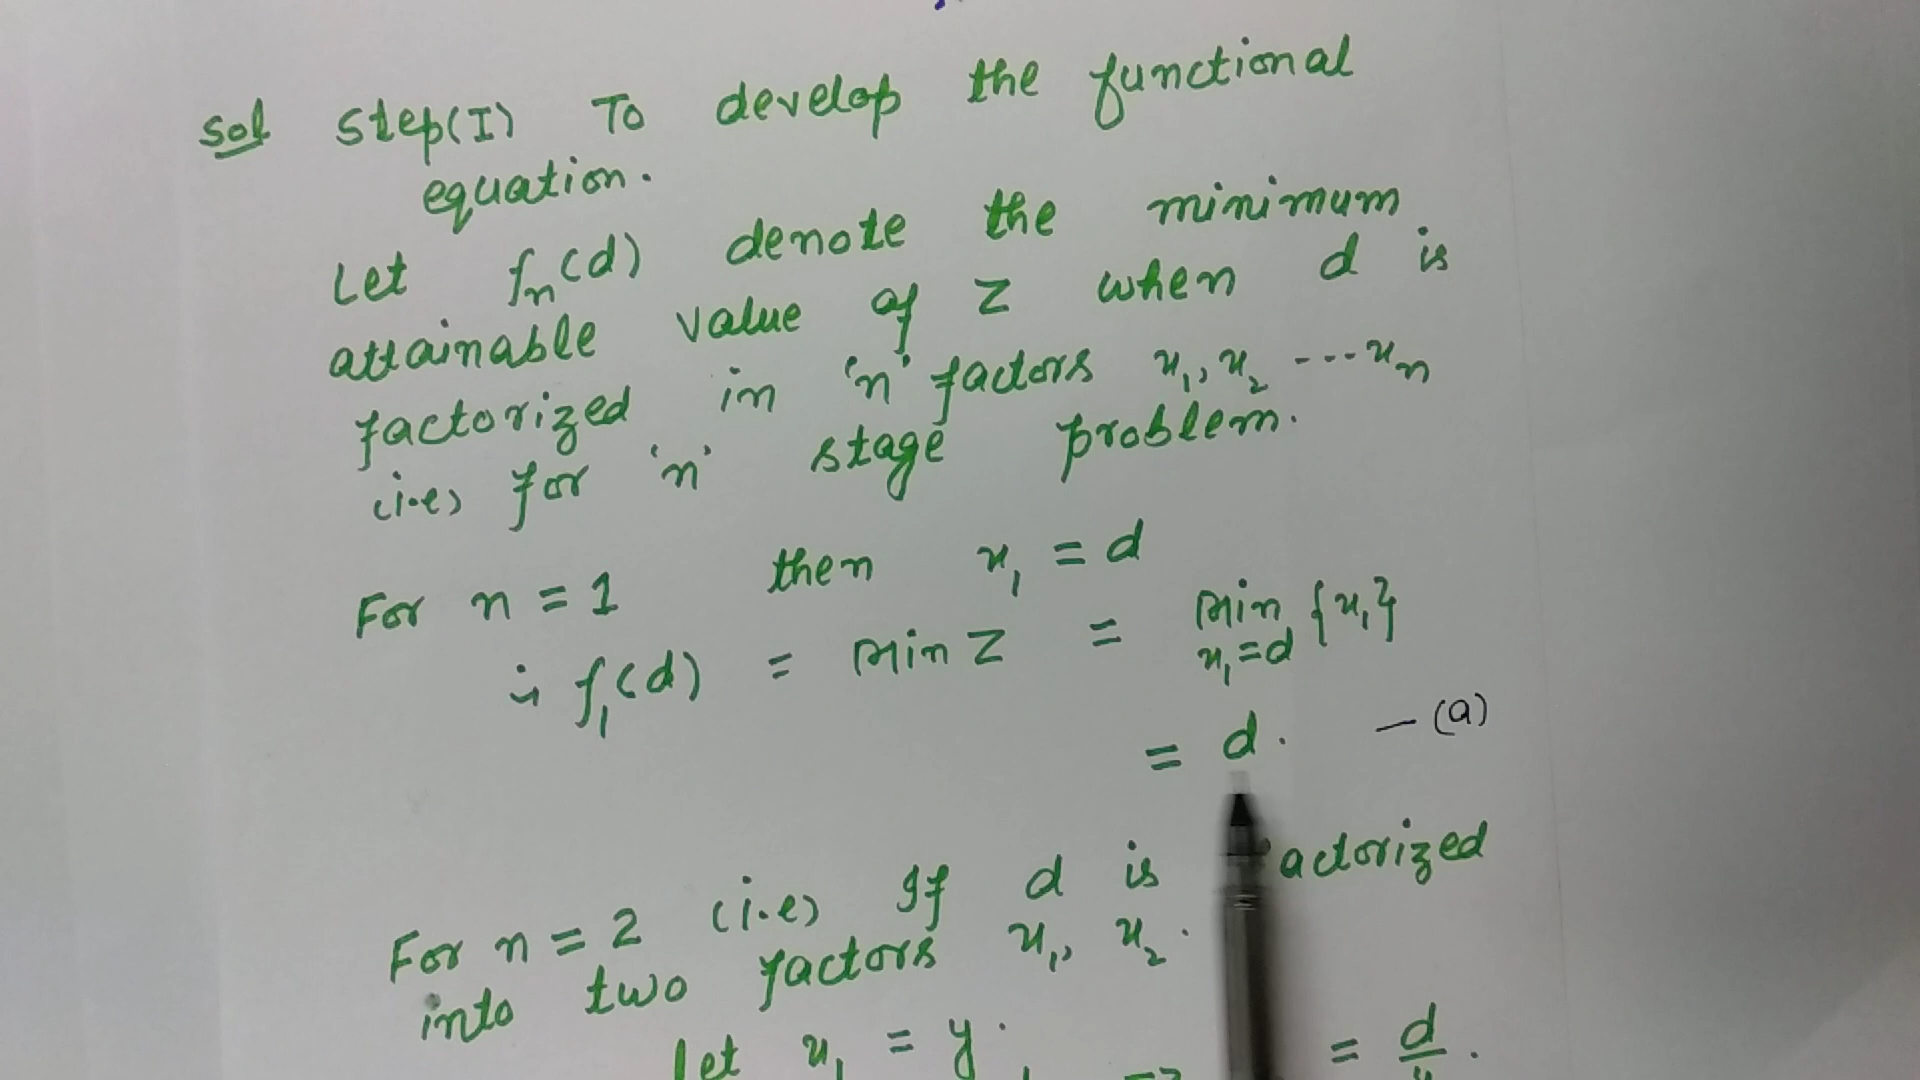 Sol Step(I) To develop the functional
equation.
Let fn(d) denote the minimum
attainable value of Z when d is
factorized in 'n' factors x1, x2 ---xn
(i.e) for 'n' stage problem.
For n = 1 then x1 = d
∴ f1(d) = Min Z = Min {x1}
x1=d
= d. — (a)
For n = 2 (i.e) If d is factorized
into two factors x1, x2.
Let x1 = y. = d